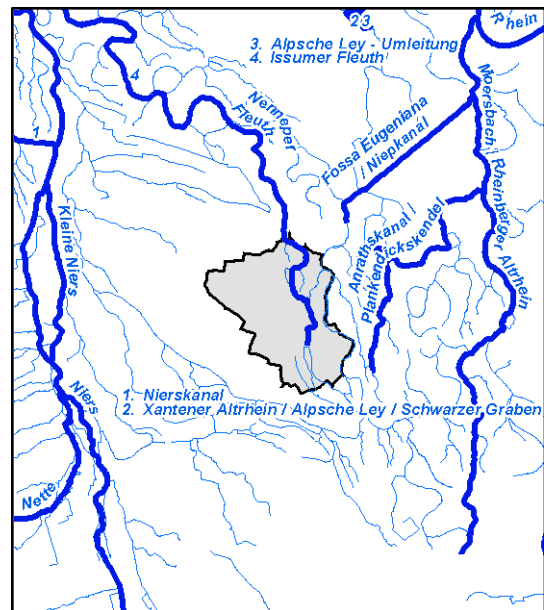 23
Rhein
3. Alpsche Ley - Umleitung
4. Issumer Fleuth
4
Nenneper
Fleuth
Fossa Eugeniana
/ Niepkanal
Moersbach
/ Rheinberger Altrhein
1
Kleine Niers
Anrathskanal /
Plankendickskendel
1. Nierskanal
2. Xantener Altrhein / Alpsche Ley / Schwarzer Graben
Niers
Nette